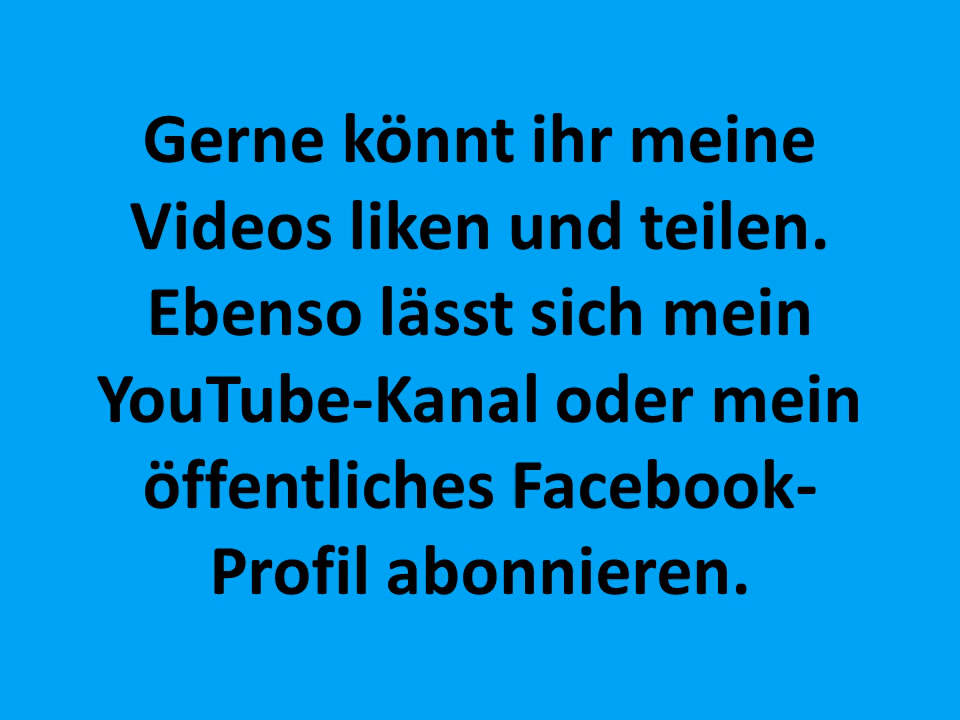 Gerne könnt ihr meine
Videos liken und teilen.
Ebenso lässt sich mein
YouTube-Kanal oder mein
öffentliches Facebook-
Profil abonnieren.